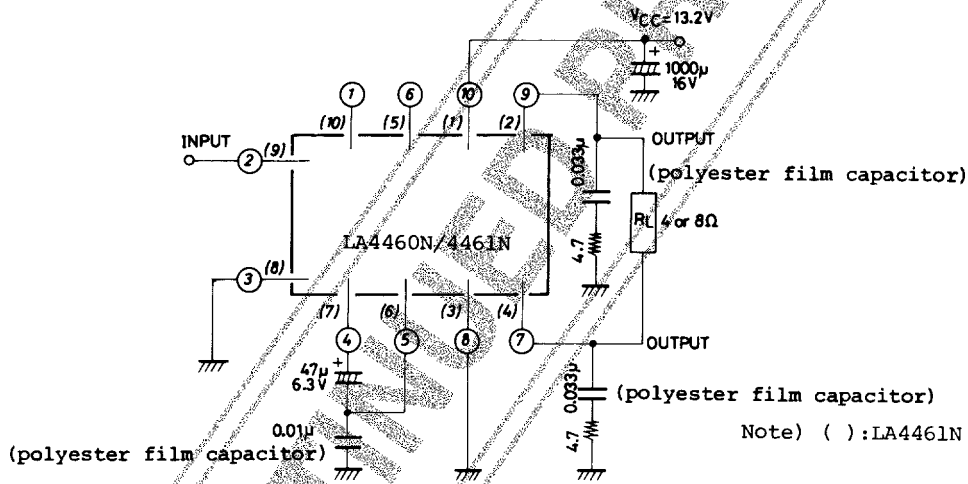 VCC=13.2V
+
1000μ
16V
1
6
10
9
(10)
(5)
(1)
(2)
INPUT
2
(9)
OUTPUT
0.033μ
(polyester film capacitor)
RL 4 or 8Ω
4.7
LA4460N/4461N
3
(8)
(7)
(6)
(3)
(4)
4
5
8
7
OUTPUT
+
47μ
6.3V
0.033μ
(polyester film capacitor)
4.7
0.01μ
(polyester film capacitor)
Note) ( ):LA4461N